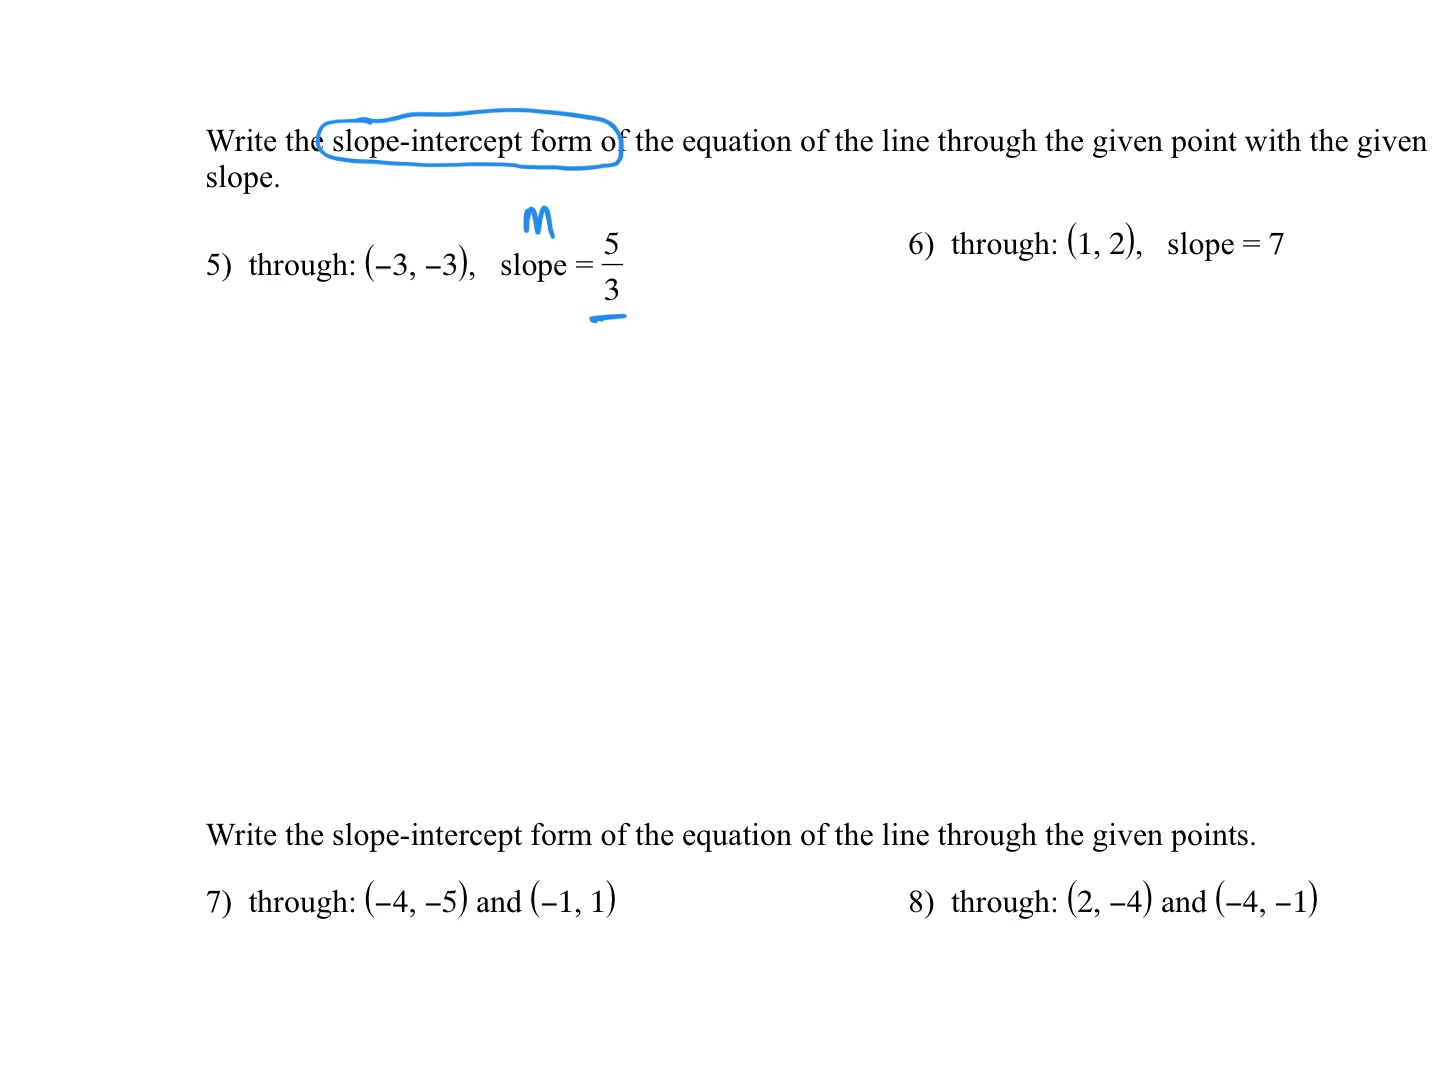 Write the slope-intercept form of the equation of the line through the given point with the given
slope.
m
5) through: (−3, −3), slope = 5/3
6) through: (1, 2), slope = 7
Write the slope-intercept form of the equation of the line through the given points.
7) through: (−4, −5) and (−1, 1)
8) through: (2, −4) and (−4, −1)